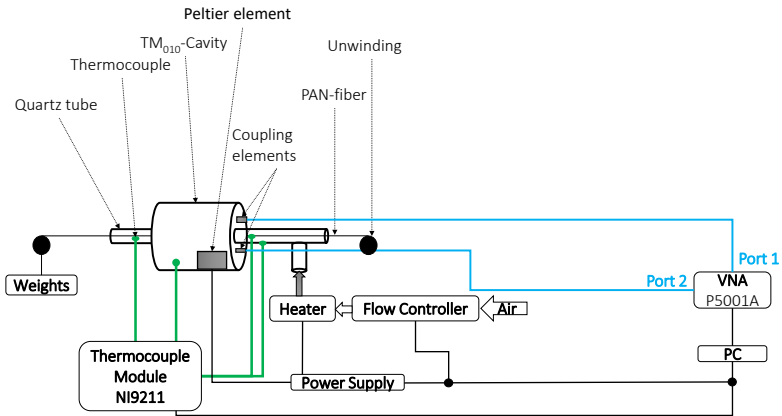 Peltier element
TM010-Cavity
Unwinding
Thermocouple
PAN-fiber
Quartz tube
Coupling
elements
Port 1
Port 2
VNA
P5001A
Weights
Heater
Flow Controller
Air
PC
Thermocouple
Module
NI9211
Power Supply